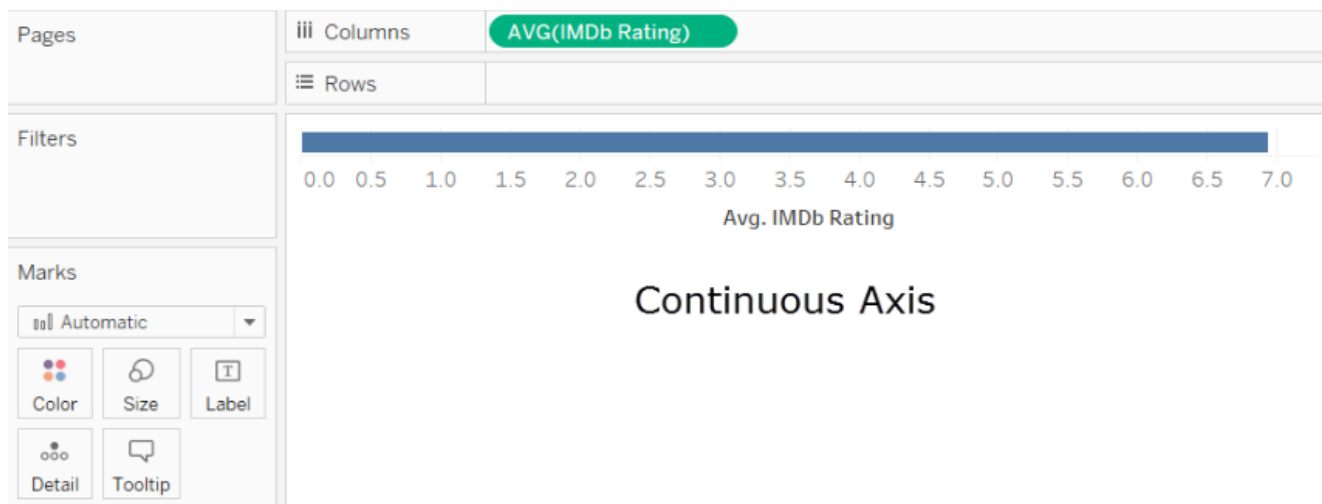 Pages
Columns
AVG(IMDb Rating)
Rows
Filters
0.0 0.5 1.0 1.5 2.0 2.5 3.0 3.5 4.0 4.5 5.0 5.5 6.0 6.5 7.0
Avg. IMDb Rating
Continuous Axis
Marks
Automatic
T
Color Size Label
Detail Tooltip